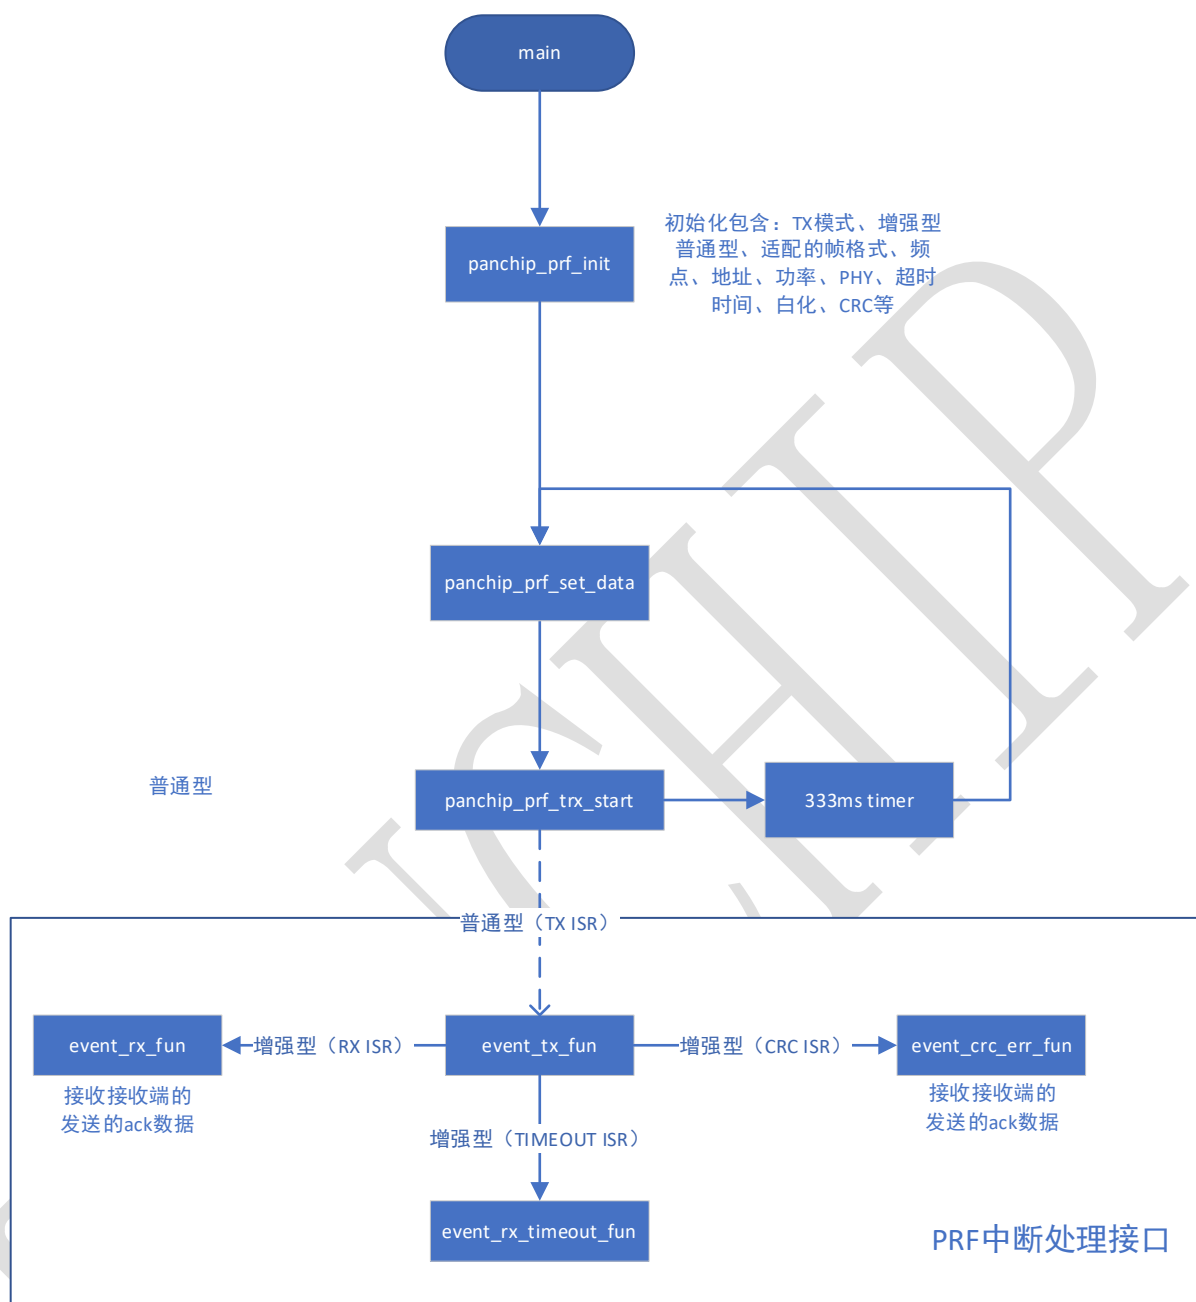 main
panchip_prf_init
初始化包含：TX模式、增强型
普通型、适配的帧格式、频
点、地址、功率、PHY、超时
时间、白化、CRC等
panchip_prf_set_data
普通型
panchip_prf_trx_start
333ms timer
普通型（TX ISR）
event_rx_fun
增强型（RX ISR）
event_tx_fun
增强型（CRC ISR）
event_crc_err_fun
接收接收端的
发送的ack数据
接收接收端的
发送的ack数据
增强型（TIMEOUT ISR）
event_rx_timeout_fun
PRF中断处理接口